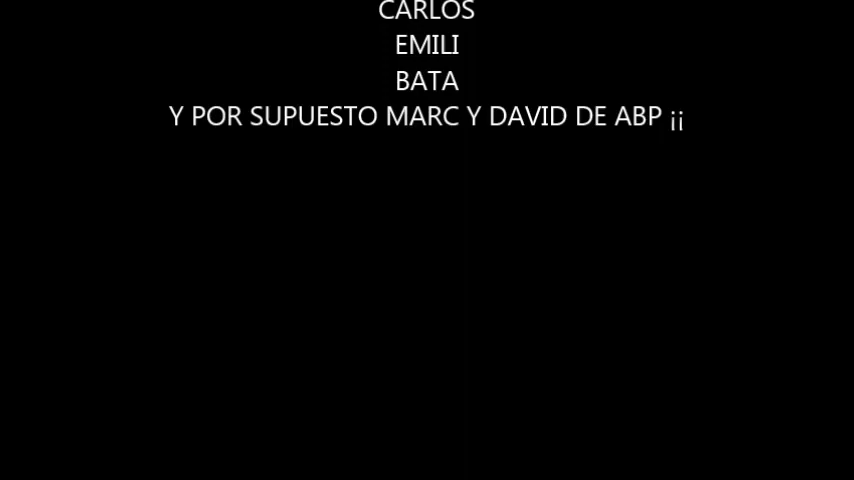 CARLOS
EMILI
BATA
Y POR SUPUESTO MARC Y DAVID DE ABP ¡¡